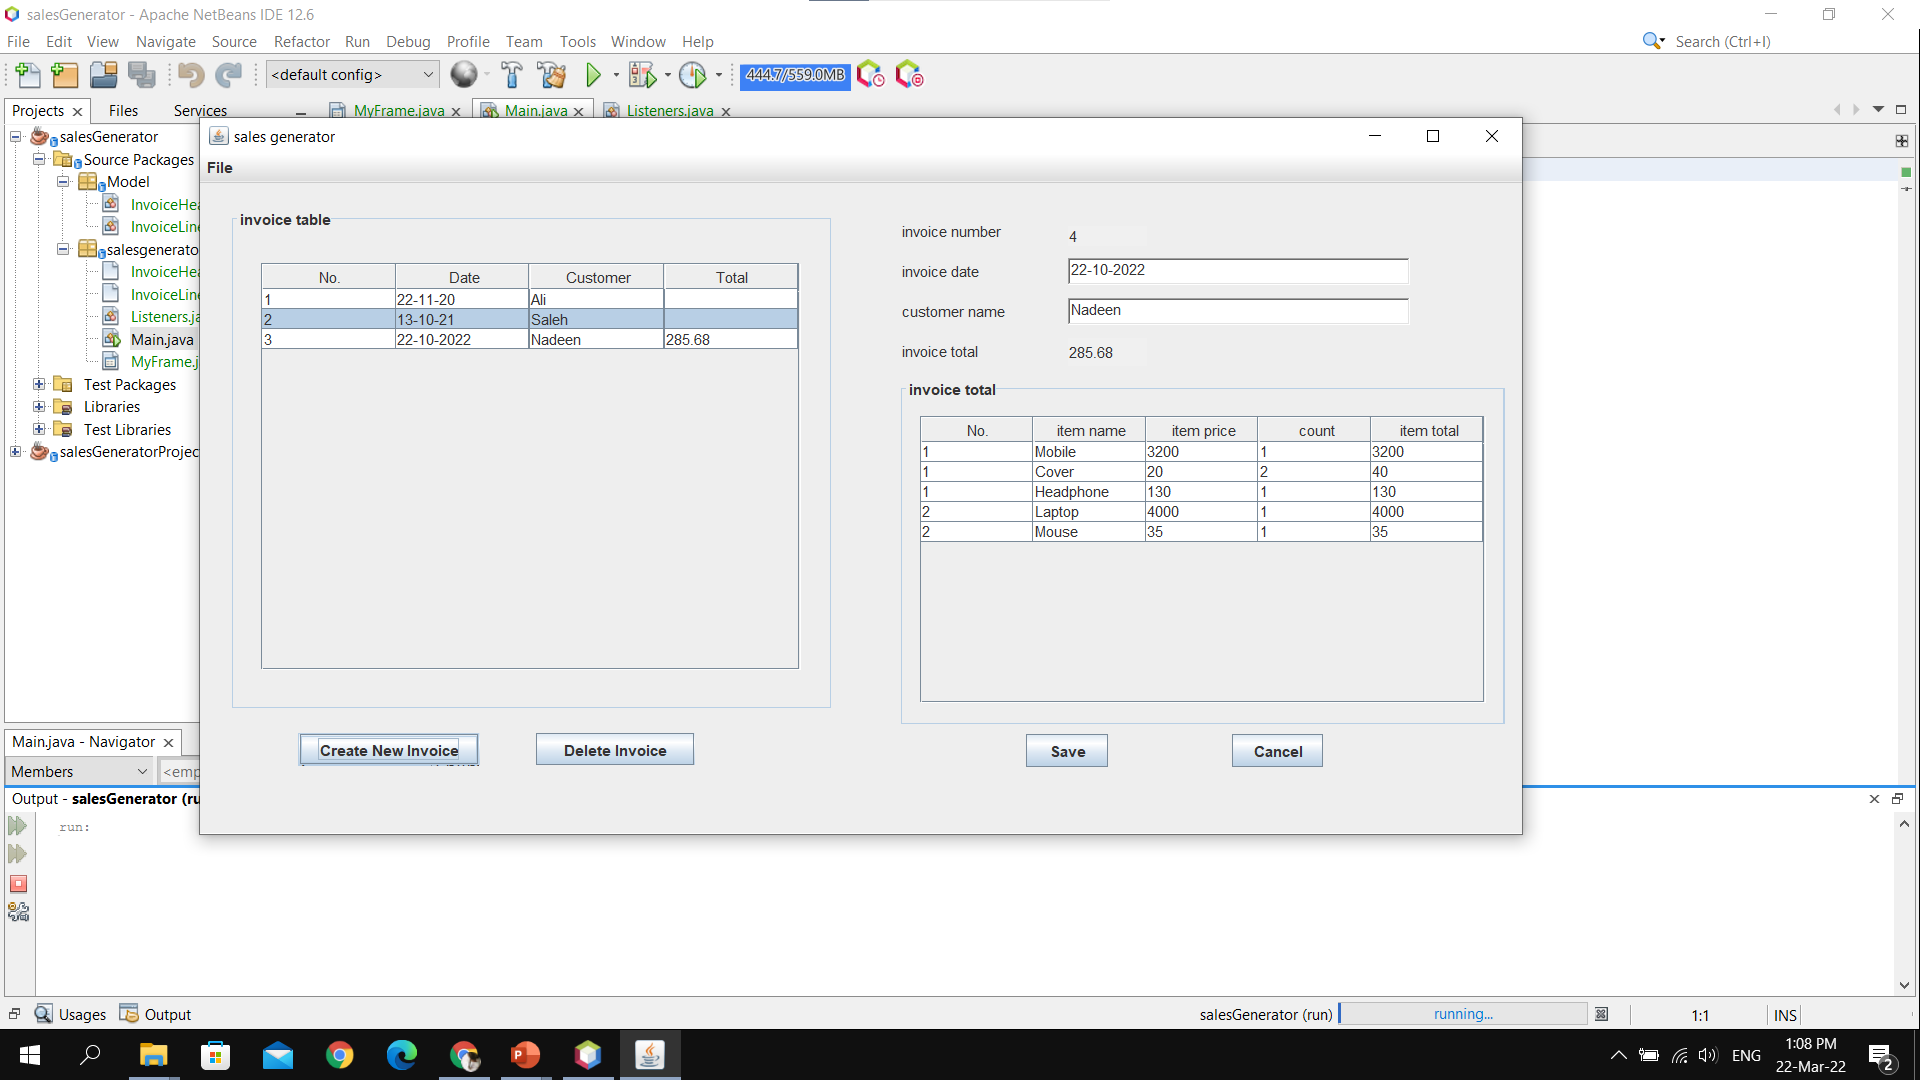 salesGenerator - Apache NetBeans IDE 12.6
File Edit View Navigate Source Refactor Run Debug Profile Team Tools Window Help
Search (Ctrl+I)
<default config>
444.7/559.0MB
Projects Files Services
MyFrame.java Main.java Listeners.java
salesGenerator
Source Packages
Model
InvoiceHea
InvoiceLine
salesgenerato
InvoiceHea
InvoiceLine
Listeners.ja
Main.java
MyFrame.j
Test Packages
Libraries
Test Libraries
salesGeneratorProjec
sales generator
File
invoice table
No. Date Customer Total
1 22-11-20 Ali
2 13-10-21 Saleh
3 22-10-2022 Nadeen 285.68
Create New Invoice Delete Invoice
invoice number 4
invoice date 22-10-2022
customer name Nadeen
invoice total 285.68
invoice total
No. item name item price count item total
1 Mobile 3200 1 3200
1 Cover 20 2 40
1 Headphone 130 1 130
2 Laptop 4000 1 4000
2 Mouse 35 1 35
Save Cancel
Main.java - Navigator
Members <emp
Output - salesGenerator (ru
run:
Usages Output
salesGenerator (run) running... 1:1 INS
ENG
1:08 PM
22-Mar-22
2